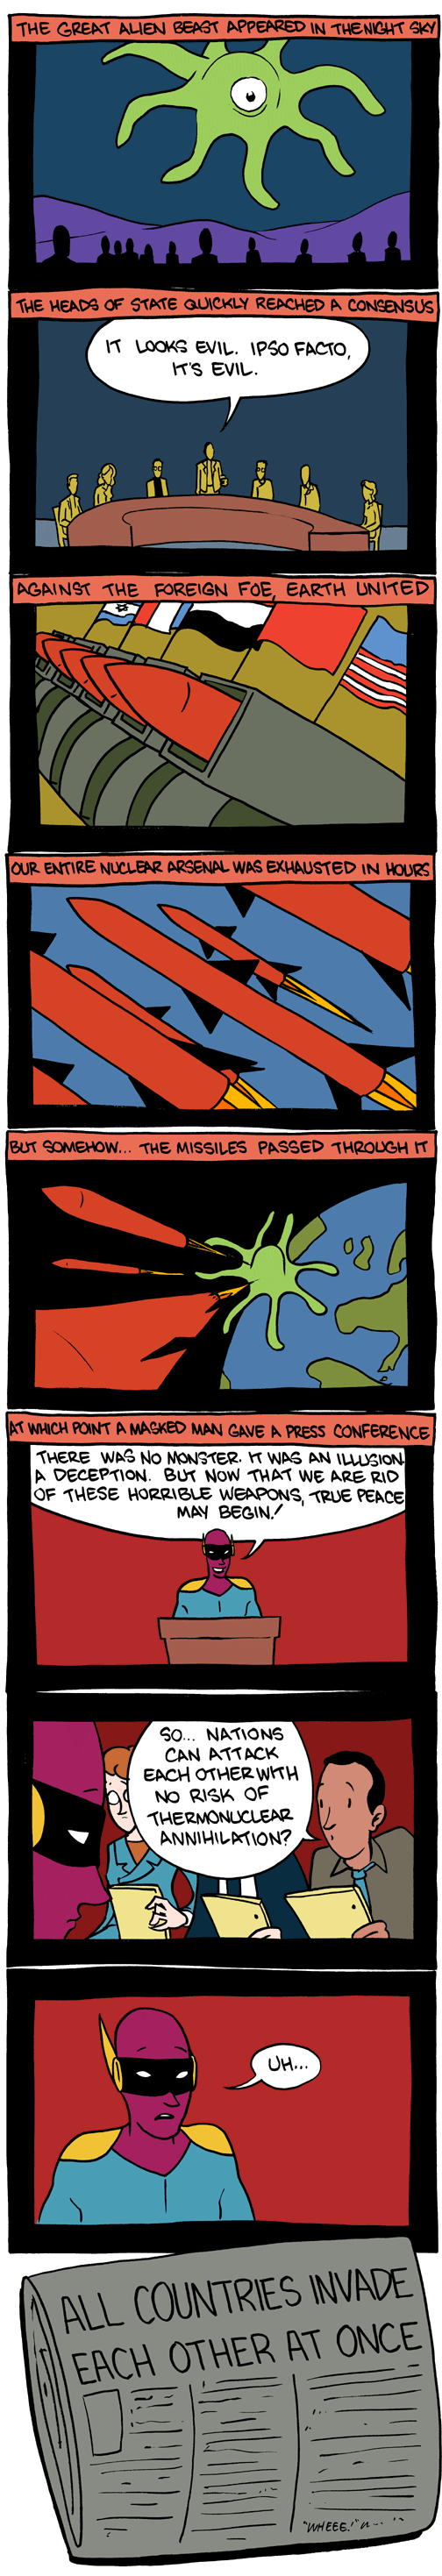 THE GREAT ALIEN BEAST APPEARED IN THE NIGHT SKY
THE HEADS OF STATE QUICKLY REACHED A CONSENSUS
IT LOOKS EVIL. IPSO FACTO,
IT'S EVIL.
AGAINST THE FOREIGN FOE, EARTH UNITED
OUR ENTIRE NUCLEAR ARSENAL WAS EXHAUSTED IN HOURS
BUT SOMEHOW... THE MISSILES PASSED THROUGH IT
AT WHICH POINT A MASKED MAN GAVE A PRESS CONFERENCE
THERE WAS NO MONSTER. IT WAS AN ILLUSION.
A DECEPTION. BUT NOW THAT WE ARE RID
OF THESE HORRIBLE WEAPONS, TRUE PEACE
MAY BEGIN!
SO... NATIONS
CAN ATTACK
EACH OTHER WITH
NO RISK OF
THERMONUCLEAR
ANNIHILATION?
UH...
ALL COUNTRIES INVADE
EACH OTHER AT ONCE
"WHEEE!"